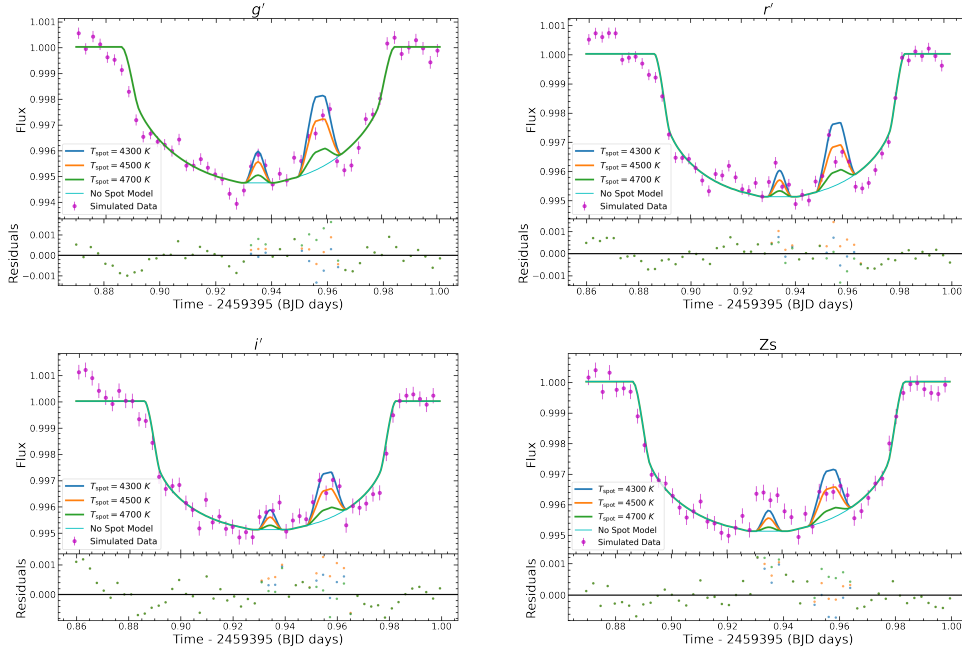 g′
1.001
1.000
0.999
0.998
0.997
0.996
0.995
0.994
Flux
T_spot = 4300 K
T_spot = 4500 K
T_spot = 4700 K
No Spot Model
Simulated Data
0.001
0.000
−0.001
Residuals
0.88 0.90 0.92 0.94 0.96 0.98 1.00
Time - 2459395 (BJD days)
r′
1.001
1.000
0.999
0.998
0.997
0.996
0.995
Flux
T_spot = 4300 K
T_spot = 4500 K
T_spot = 4700 K
No Spot Model
Simulated Data
0.001
0.000
−0.001
Residuals
0.86 0.88 0.90 0.92 0.94 0.96 0.98 1.00
Time - 2459395 (BJD days)
i′
1.001
1.000
0.999
0.998
0.997
0.996
0.995
Flux
T_spot = 4300 K
T_spot = 4500 K
T_spot = 4700 K
No Spot Model
Simulated Data
0.001
0.000
Residuals
0.86 0.88 0.90 0.92 0.94 0.96 0.98 1.00
Time - 2459395 (BJD days)
Zs
1.000
0.999
0.998
0.997
0.996
0.995
Flux
T_spot = 4300 K
T_spot = 4500 K
T_spot = 4700 K
No Spot Model
Simulated Data
0.001
0.000
Residuals
0.88 0.90 0.92 0.94 0.96 0.98 1.00
Time - 2459395 (BJD days)